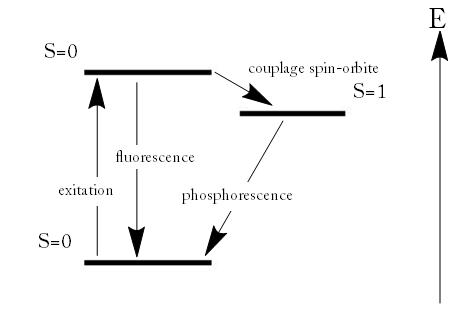 E
S=0
couplage spin-orbite
S=1
fluorescence
exitation
phosphorescence
S=0